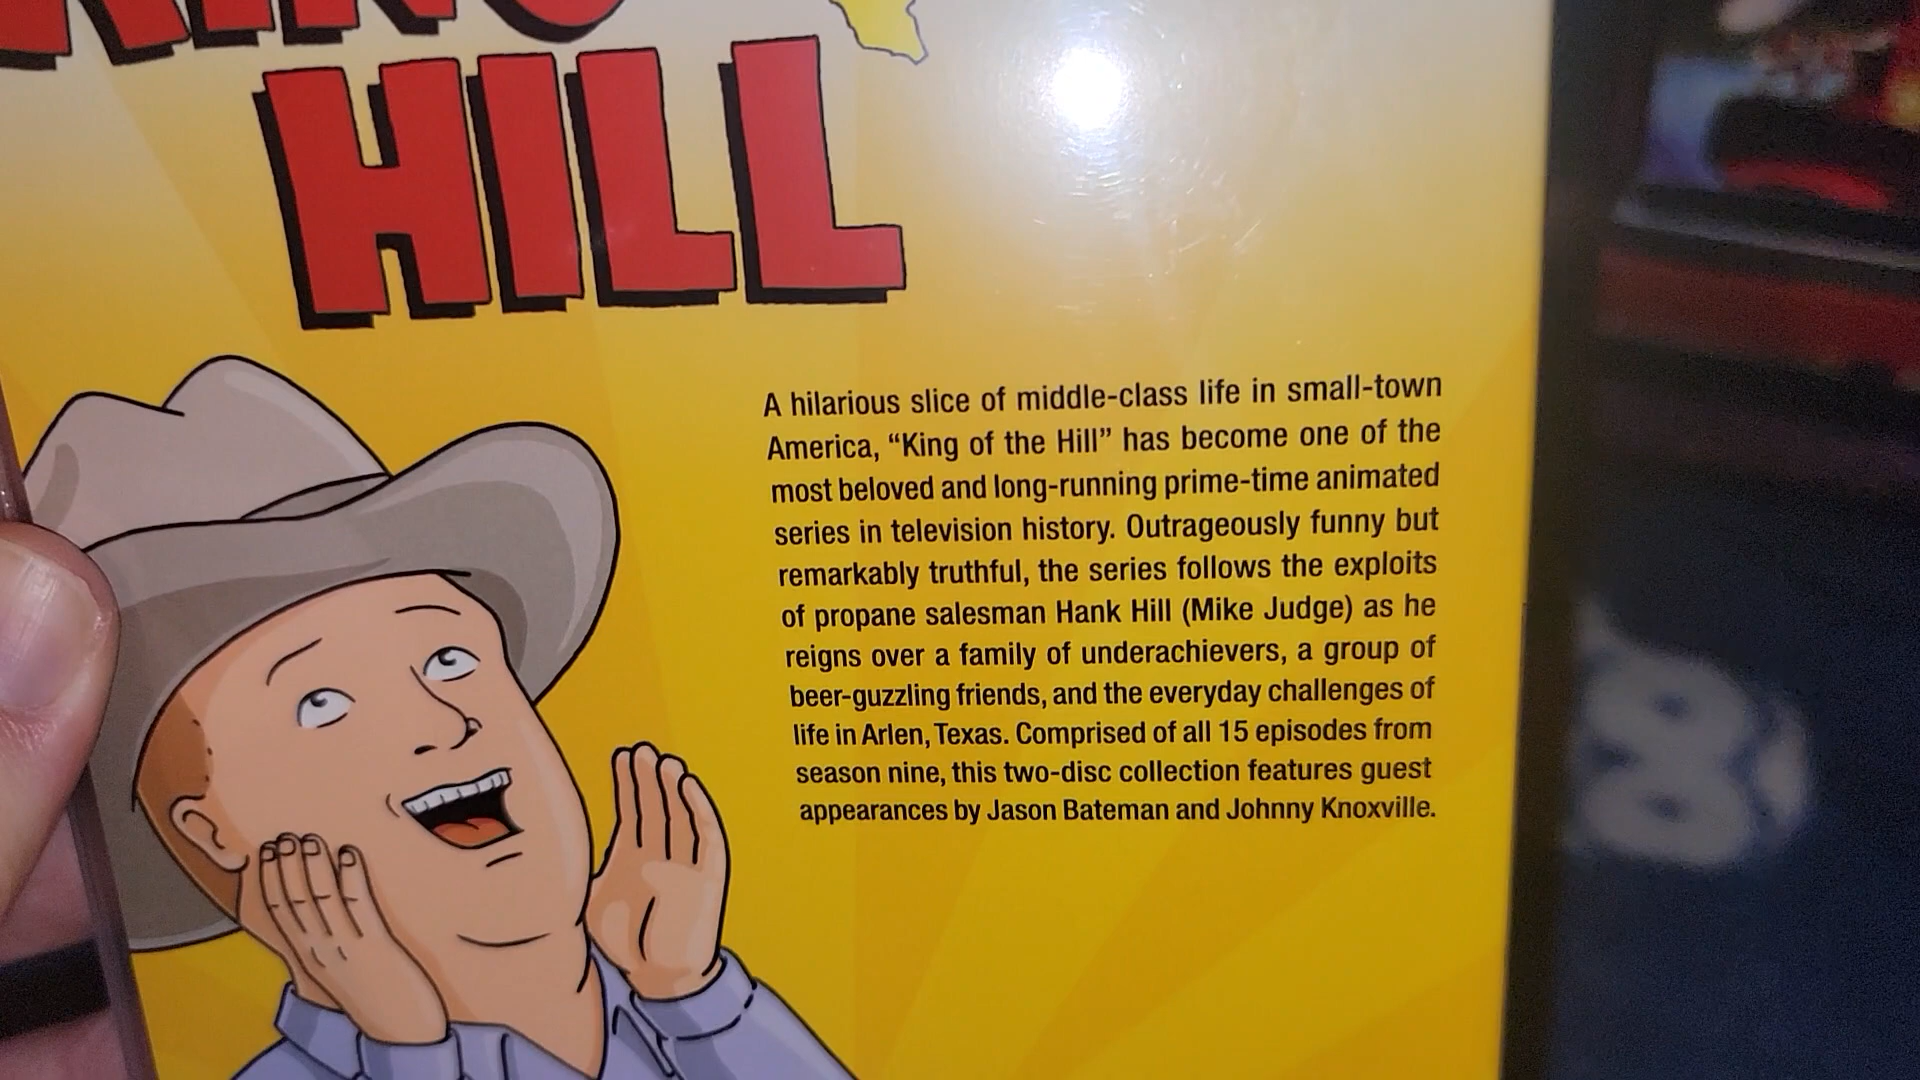 KING
HILL
A hilarious slice of middle-class life in small-town
America, “King of the Hill” has become one of the
most beloved and long-running prime-time animated
series in television history. Outrageously funny but
remarkably truthful, the series follows the exploits
of propane salesman Hank Hill (Mike Judge) as he
reigns over a family of underachievers, a group of
beer-guzzling friends, and the everyday challenges of
life in Arlen, Texas. Comprised of all 15 episodes from
season nine, this two-disc collection features guest
appearances by Jason Bateman and Johnny Knoxville.